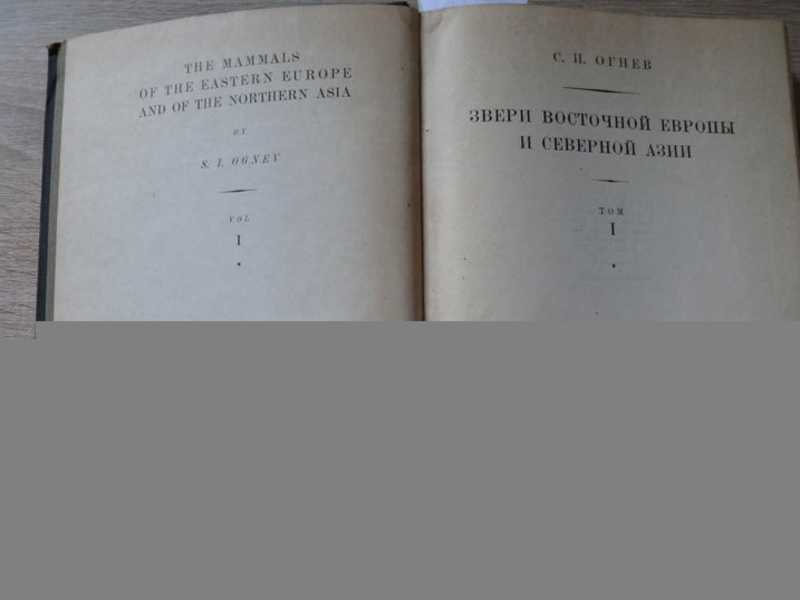 THE MAMMALS
OF THE EASTERN EUROPE
AND OF THE NORTHERN ASIA
BY
S. I. OGNEV
VOL
I
С. И. ОГНЕВ
ЗВЕРИ ВОСТОЧНОЙ ЕВРОПЫ
И СЕВЕРНОЙ АЗИИ
ТОМ
I